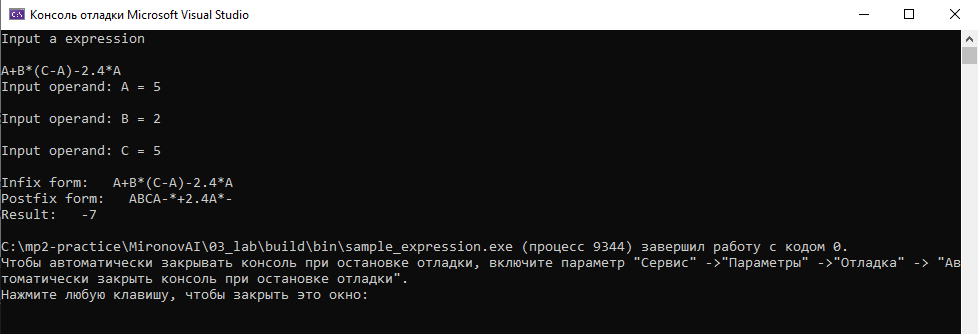 Консоль отладки Microsoft Visual Studio
Input a expression
A+B*(C-A)-2.4*A
Input operand: A = 5
Input operand: B = 2
Input operand: C = 5
Infix form:   A+B*(C-A)-2.4*A
Postfix form:   ABCA-*+2.4A*-
Result:   -7
C:\mp2-practice\MironovAI\03_lab\build\bin\sample_expression.exe (процесс 9344) завершил работу с кодом 0.
Чтобы автоматически закрывать консоль при остановке отладки, включите параметр "Сервис" ->"Параметры" ->"Отладка" -> "Ав
томатически закрыть консоль при остановке отладки".
Нажмите любую клавишу, чтобы закрыть это окно: